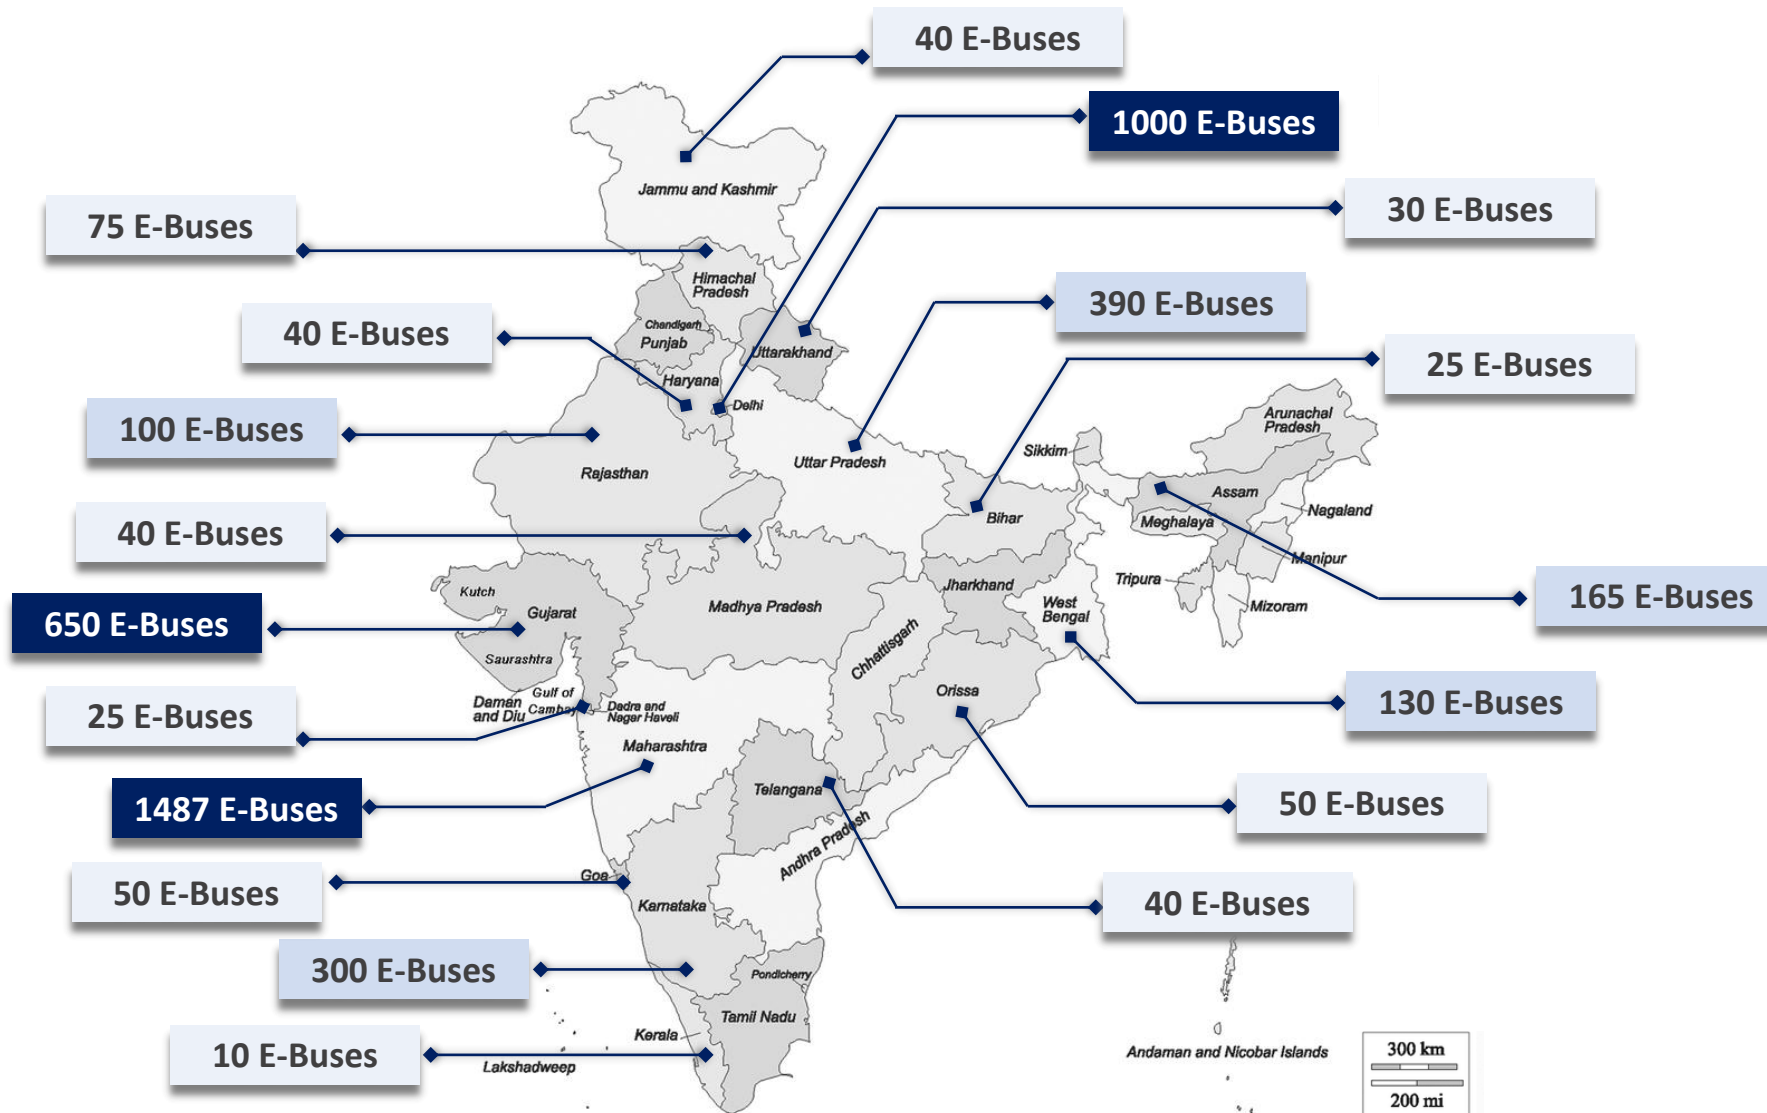 40 E-Buses
1000 E-Buses
Jammu and Kashmir
30 E-Buses
75 E-Buses
Himachal
Pradesh
390 E-Buses
40 E-Buses
Chandigarh
Punjab
Uttarakhand
25 E-Buses
Haryana
Delhi
100 E-Buses
Arunachal
Pradesh
Sikkim
Uttar Pradesh
Rajasthan
Assam
Nagaland
40 E-Buses
Bihar
Meghalaya
Manipur
Kutch
Jharkhand
Tripura
165 E-Buses
Madhya Pradesh
West
Bengal
Mizoram
650 E-Buses
Gujarat
Saurashtra
Chhattisgarh
Orissa
Daman
and Diu
Gulf of
Cambay
Dadra and
Nagar Haveli
130 E-Buses
25 E-Buses
Maharashtra
Telangana
1487 E-Buses
50 E-Buses
Andhra Pradesh
Goa
50 E-Buses
Karnataka
40 E-Buses
300 E-Buses
Pondicherry
Tamil Nadu
Kerala
10 E-Buses
Lakshadweep
Andaman and Nicobar Islands
300 km
200 mi